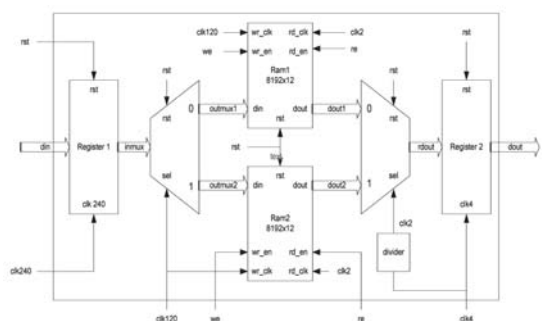 rst
clk120
we
wr_clk rd_clk
wr_en rd_en
Ram1
8192x12
clk2
re
rst
rst
rst
rst
rst
rst
rst
0
outmux1
din
dout
dout1
0
rst
din
Register 1
inmux
rst
rdout
Register 2
dout
sel
1
outmux2
din
dout
dout2
1
sel
Ram2
8192x12
clk 240
clk2
clk4
wr_en rd_en
wr_clk rd_clk
clk2
divider
clk240
clk120
we
re
clk4